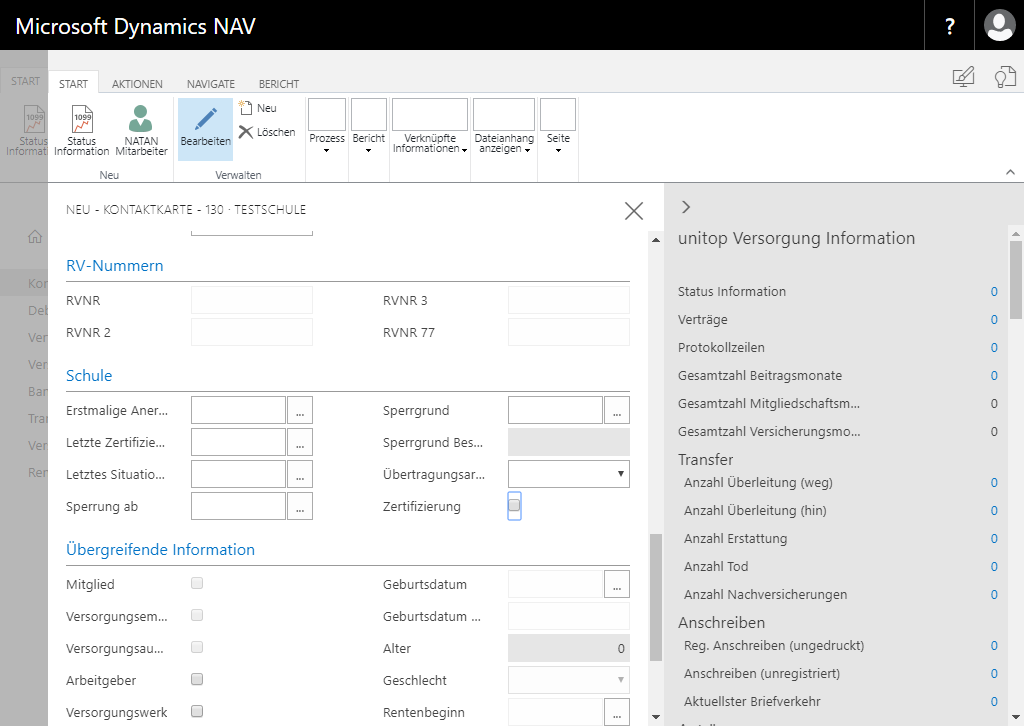 Microsoft Dynamics NAV
?
START
START
AKTIONEN
NAVIGATE
BERICHT
1099
Status
Informat
1099
Status
Information
NATAN
Mitarbeiter
Bearbeiten
Neu
Löschen
Prozess
Bericht
Verknüpfte
Informationen
Dateianhang
anzeigen
Seite
Neu
Verwalten
NEU - KONTAKTKARTE - 130 · TESTSCHULE
RV-Nummern
RVNR
RVNR 3
RVNR 2
RVNR 77
Schule
Erstmalige Aner...
...
Sperrgrund
...
Letzte Zertifizie...
...
Sperrgrund Bes...
Letztes Situatio...
...
Übertragungsar...
Sperrung ab
...
Zertifizierung
Übergreifende Information
Mitglied
Geburtsdatum
...
Versorgungsem...
Geburtsdatum ...
Versorgungsau...
Alter
0
Arbeitgeber
Geschlecht
Versorgungswerk
Rentenbeginn
...
Kon
Deb
Ver
Ver
Ban
Tra
Ver
Ren
unitop Versorgung Information
Status Information 0
Verträge 0
Protokollzeilen 0
Gesamtzahl Beitragsmonate 0
Gesamtzahl Mitgliedschaftsm... 0
Gesamtzahl Versicherungsmo... 0
Transfer
Anzahl Überleitung (weg) 0
Anzahl Überleitung (hin) 0
Anzahl Erstattung 0
Anzahl Tod 0
Anzahl Nachversicherungen 0
Anschreiben
Reg. Anschreiben (ungedruckt) 0
Anschreiben (unregistriert) 0
Aktuellster Briefverkehr 0